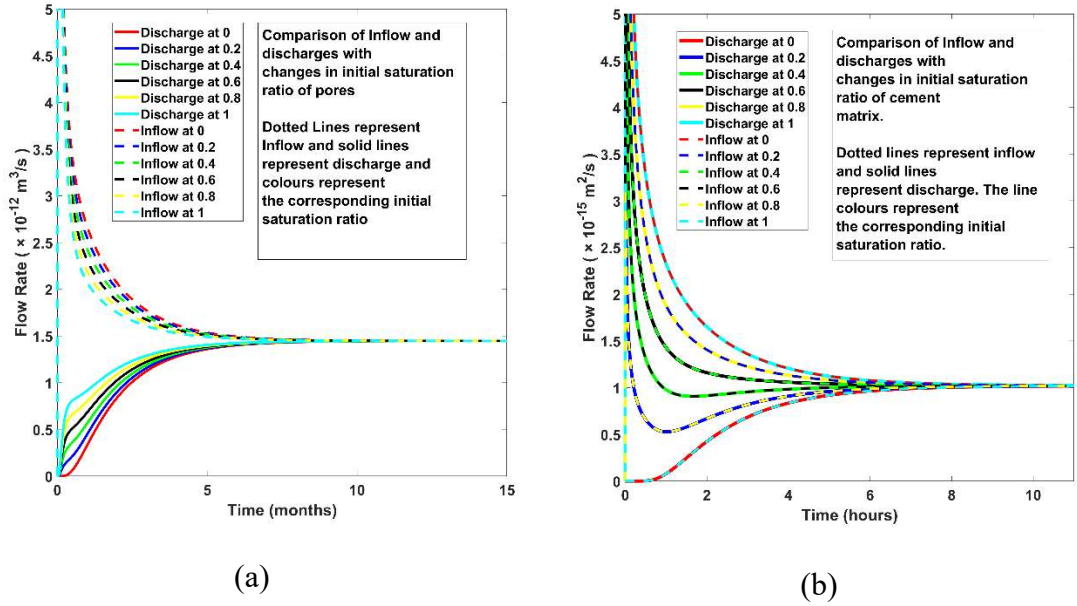 5
4.5
4
3.5
3
2.5
2
1.5
1
0.5
0
0
5
10
15
Flow Rate ( × 10⁻¹² m³/s)
Time (months)
Discharge at 0
Discharge at 0.2
Discharge at 0.4
Discharge at 0.6
Discharge at 0.8
Discharge at 1
Inflow at 0
Inflow at 0.2
Inflow at 0.4
Inflow at 0.6
Inflow at 0.8
Inflow at 1
Comparison of Inflow and
discharges with
changes in initial saturation
ratio of pores
Dotted Lines represent
Inflow and solid lines
represent discharge and
colours represent
the corresponding initial
saturation ratio
(a)
5
4.5
4
3.5
3
2.5
2
1.5
1
0.5
0
0
2
4
6
8
10
Flow Rate ( × 10⁻¹⁵ m²/s)
Time (hours)
Discharge at 0
Discharge at 0.2
Discharge at 0.4
Discharge at 0.6
Discharge at 0.8
Discharge at 1
Inflow at 0
Inflow at 0.2
Inflow at 0.4
Inflow at 0.6
Inflow at 0.8
Inflow at 1
Comparison of Inflow and
discharges with
changes in initial saturation
ratio of cement
matrix.
Dotted lines represent inflow
and solid lines
represent discharge. The line
colours represent
the corresponding initial
saturation ratio.
(b)